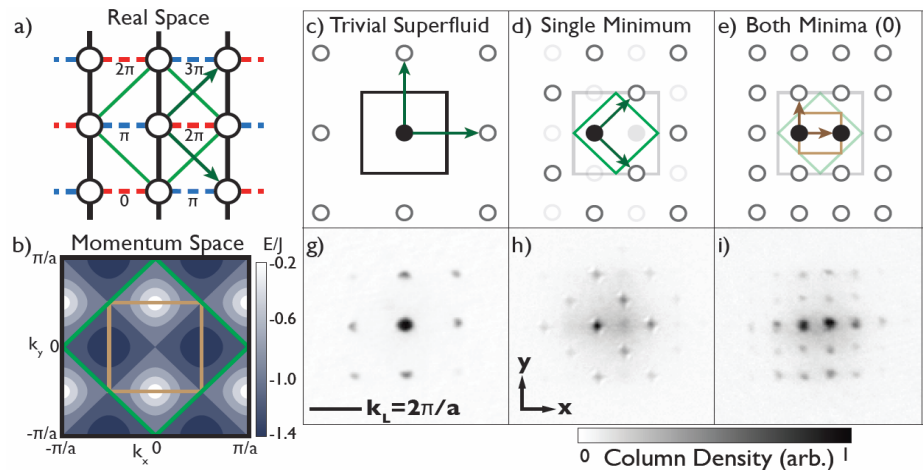 a) Real Space
2π 3π
π 2π
0 π
b) Momentum Space E/J
π/a
k_y 0
-π/a
-π/a k_x 0 π/a
-0.2
-0.6
-1.0
-1.4
c) Trivial Superfluid
d) Single Minimum
e) Both Minima (0)
g)
k_L=2π/a
h)
y
x
i)
0 Column Density (arb.) 1